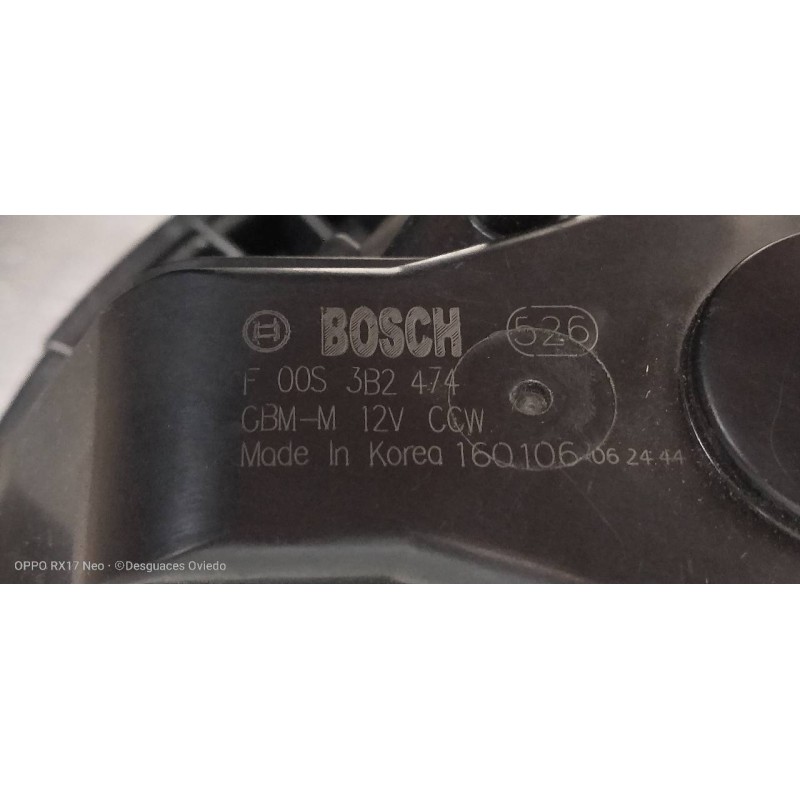 BOSCH 526
F 00S 3B2 474
GBM-M 12V CCW
Made In Korea 160106 06 24 44
OPPO RX17 Neo · ©Desguaces Oviedo